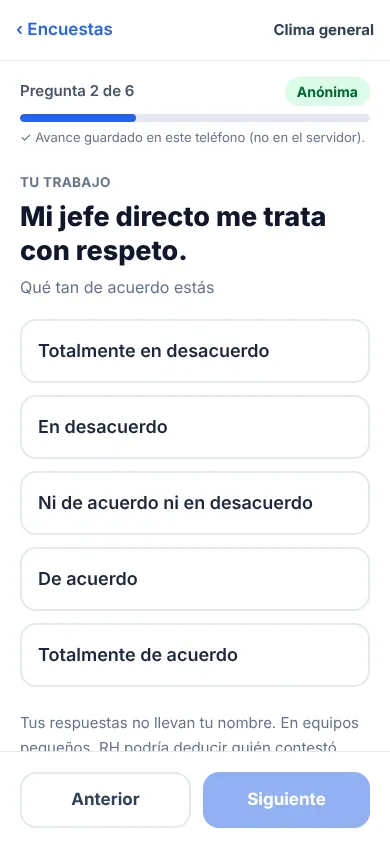 ‹ Encuestas
Clima general
Pregunta 2 de 6
Anónima
✓ Avance guardado en este teléfono (no en el servidor).
TU TRABAJO
Mi jefe directo me trata
con respeto.
Qué tan de acuerdo estás
Totalmente en desacuerdo
En desacuerdo
Ni de acuerdo ni en desacuerdo
De acuerdo
Totalmente de acuerdo
Tus respuestas no llevan tu nombre. En equipos
pequeños, RH podría deducir quién contestó
Anterior
Siguiente